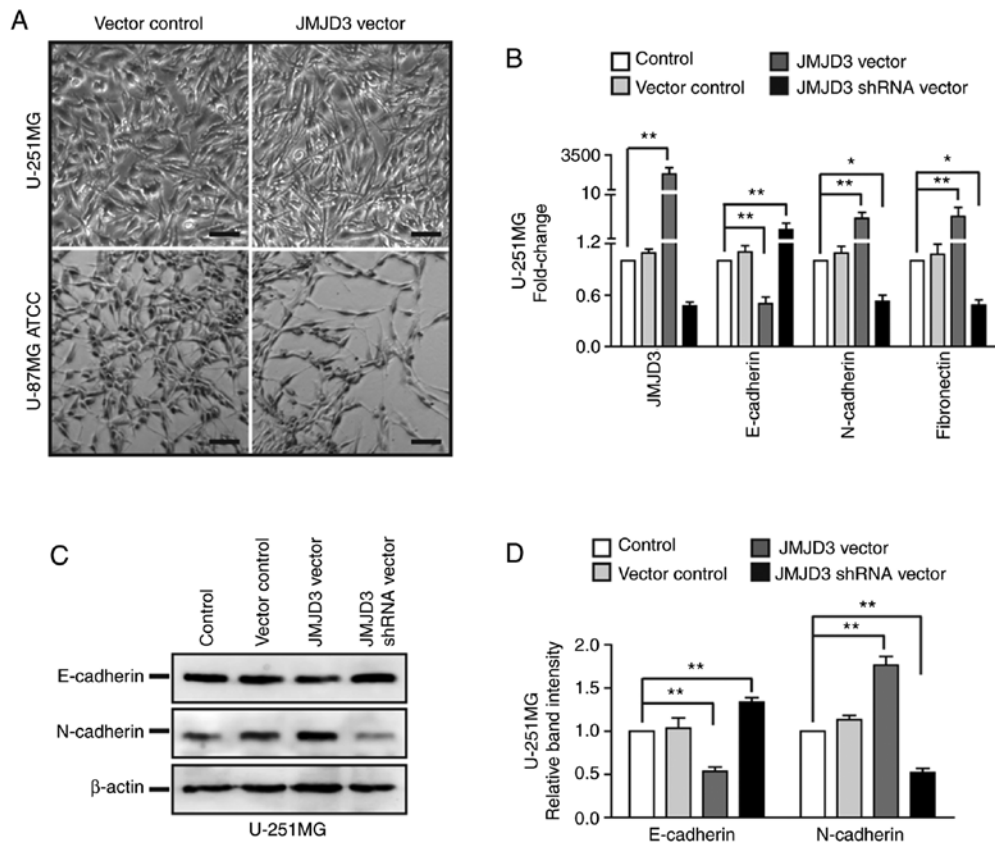 A
Vector control JMJD3 vector
U-251MG
U-87MG ATCC
B
Control
Vector control
JMJD3 vector
JMJD3 shRNA vector
U-251MG
Fold-change
3500
10
1.2
0.6
0.0
**
**
**
*
**
*
**
JMJD3
E-cadherin
N-cadherin
Fibronectin
C
Control
Vector control
JMJD3 vector
JMJD3
shRNA vector
E-cadherin
N-cadherin
β-actin
U-251MG
D
Control
Vector control
JMJD3 vector
JMJD3 shRNA vector
U-251MG
Relative band intensity
2.0
1.5
1.0
0.5
0.0
**
**
**
**
E-cadherin N-cadherin